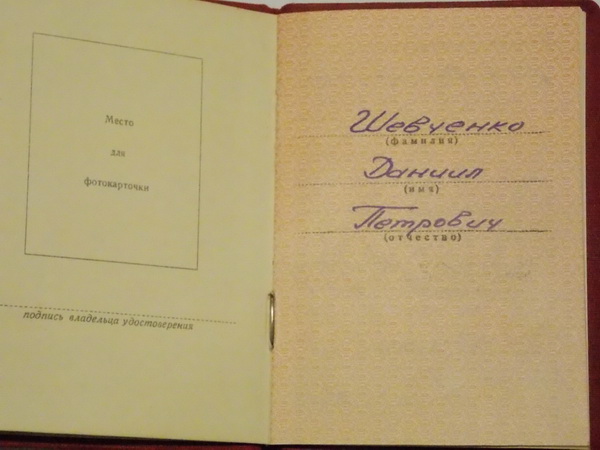 Место
для
фотокарточки
подпись владельца удостоверения
Шевченко
(фамилия)
Даниил
(имя)
Петрович
(отчество)